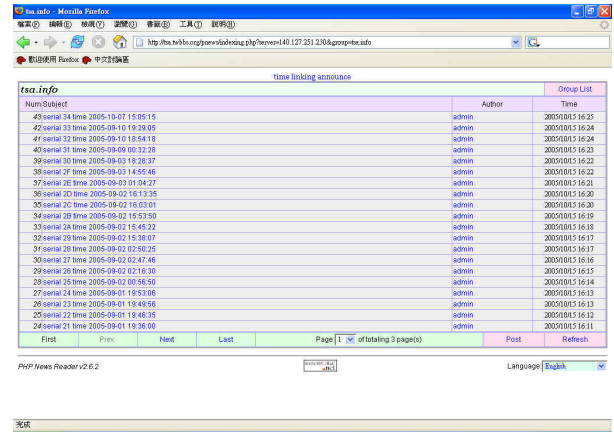 tsa.info - Mozilla Firefox
檔案(F) 編輯(E) 檢視(V) 瀏覽(G) 書籤(B) 工具(T) 說明(H)
http://tsa.twbbs.org/pnews/indexing.php?server=140.127.251.230&group=tsa.info
歡迎使用 Firefox 中文討論區
time linking announce
tsa.info Group List
Num Subject Author Time
43 serial 34 time 2005-10-07 15:05:15 admin 2005/10/15 16:25
42 serial 33 time 2005-09-10 19:29:05 admin 2005/10/15 16:24
41 serial 32 time 2005-09-10 18:54:18 admin 2005/10/15 16:24
40 serial 31 time 2005-09-09 00:32:28 admin 2005/10/15 16:23
39 serial 30 time 2005-09-03 18:28:37 admin 2005/10/15 16:22
38 serial 2F time 2005-09-03 14:55:46 admin 2005/10/15 16:22
37 serial 2E time 2005-09-03 01:04:27 admin 2005/10/15 16:21
36 serial 2D time 2005-09-02 16:13:35 admin 2005/10/15 16:20
35 serial 2C time 2005-09-02 16:03:01 admin 2005/10/15 16:20
34 serial 2B time 2005-09-02 15:53:50 admin 2005/10/15 16:19
33 serial 2A time 2005-09-02 15:45:22 admin 2005/10/15 16:18
32 serial 29 time 2005-09-02 15:38:07 admin 2005/10/15 16:17
31 serial 28 time 2005-09-02 02:50:25 admin 2005/10/15 16:17
30 serial 27 time 2005-09-02 02:47:46 admin 2005/10/15 16:16
29 serial 26 time 2005-09-02 02:16:30 admin 2005/10/15 16:15
28 serial 25 time 2005-09-02 00:56:50 admin 2005/10/15 16:14
27 serial 24 time 2005-09-01 19:53:06 admin 2005/10/15 16:13
26 serial 23 time 2005-09-01 19:49:56 admin 2005/10/15 16:13
25 serial 22 time 2005-09-01 19:46:35 admin 2005/10/15 16:12
24 serial 21 time 2005-09-01 19:36:00 admin 2005/10/15 16:11
First Prev Next Last Page 1 of totaling 3 page(s) Post Refresh
PHP News Reader v2.6.2 .net Language: English
完成